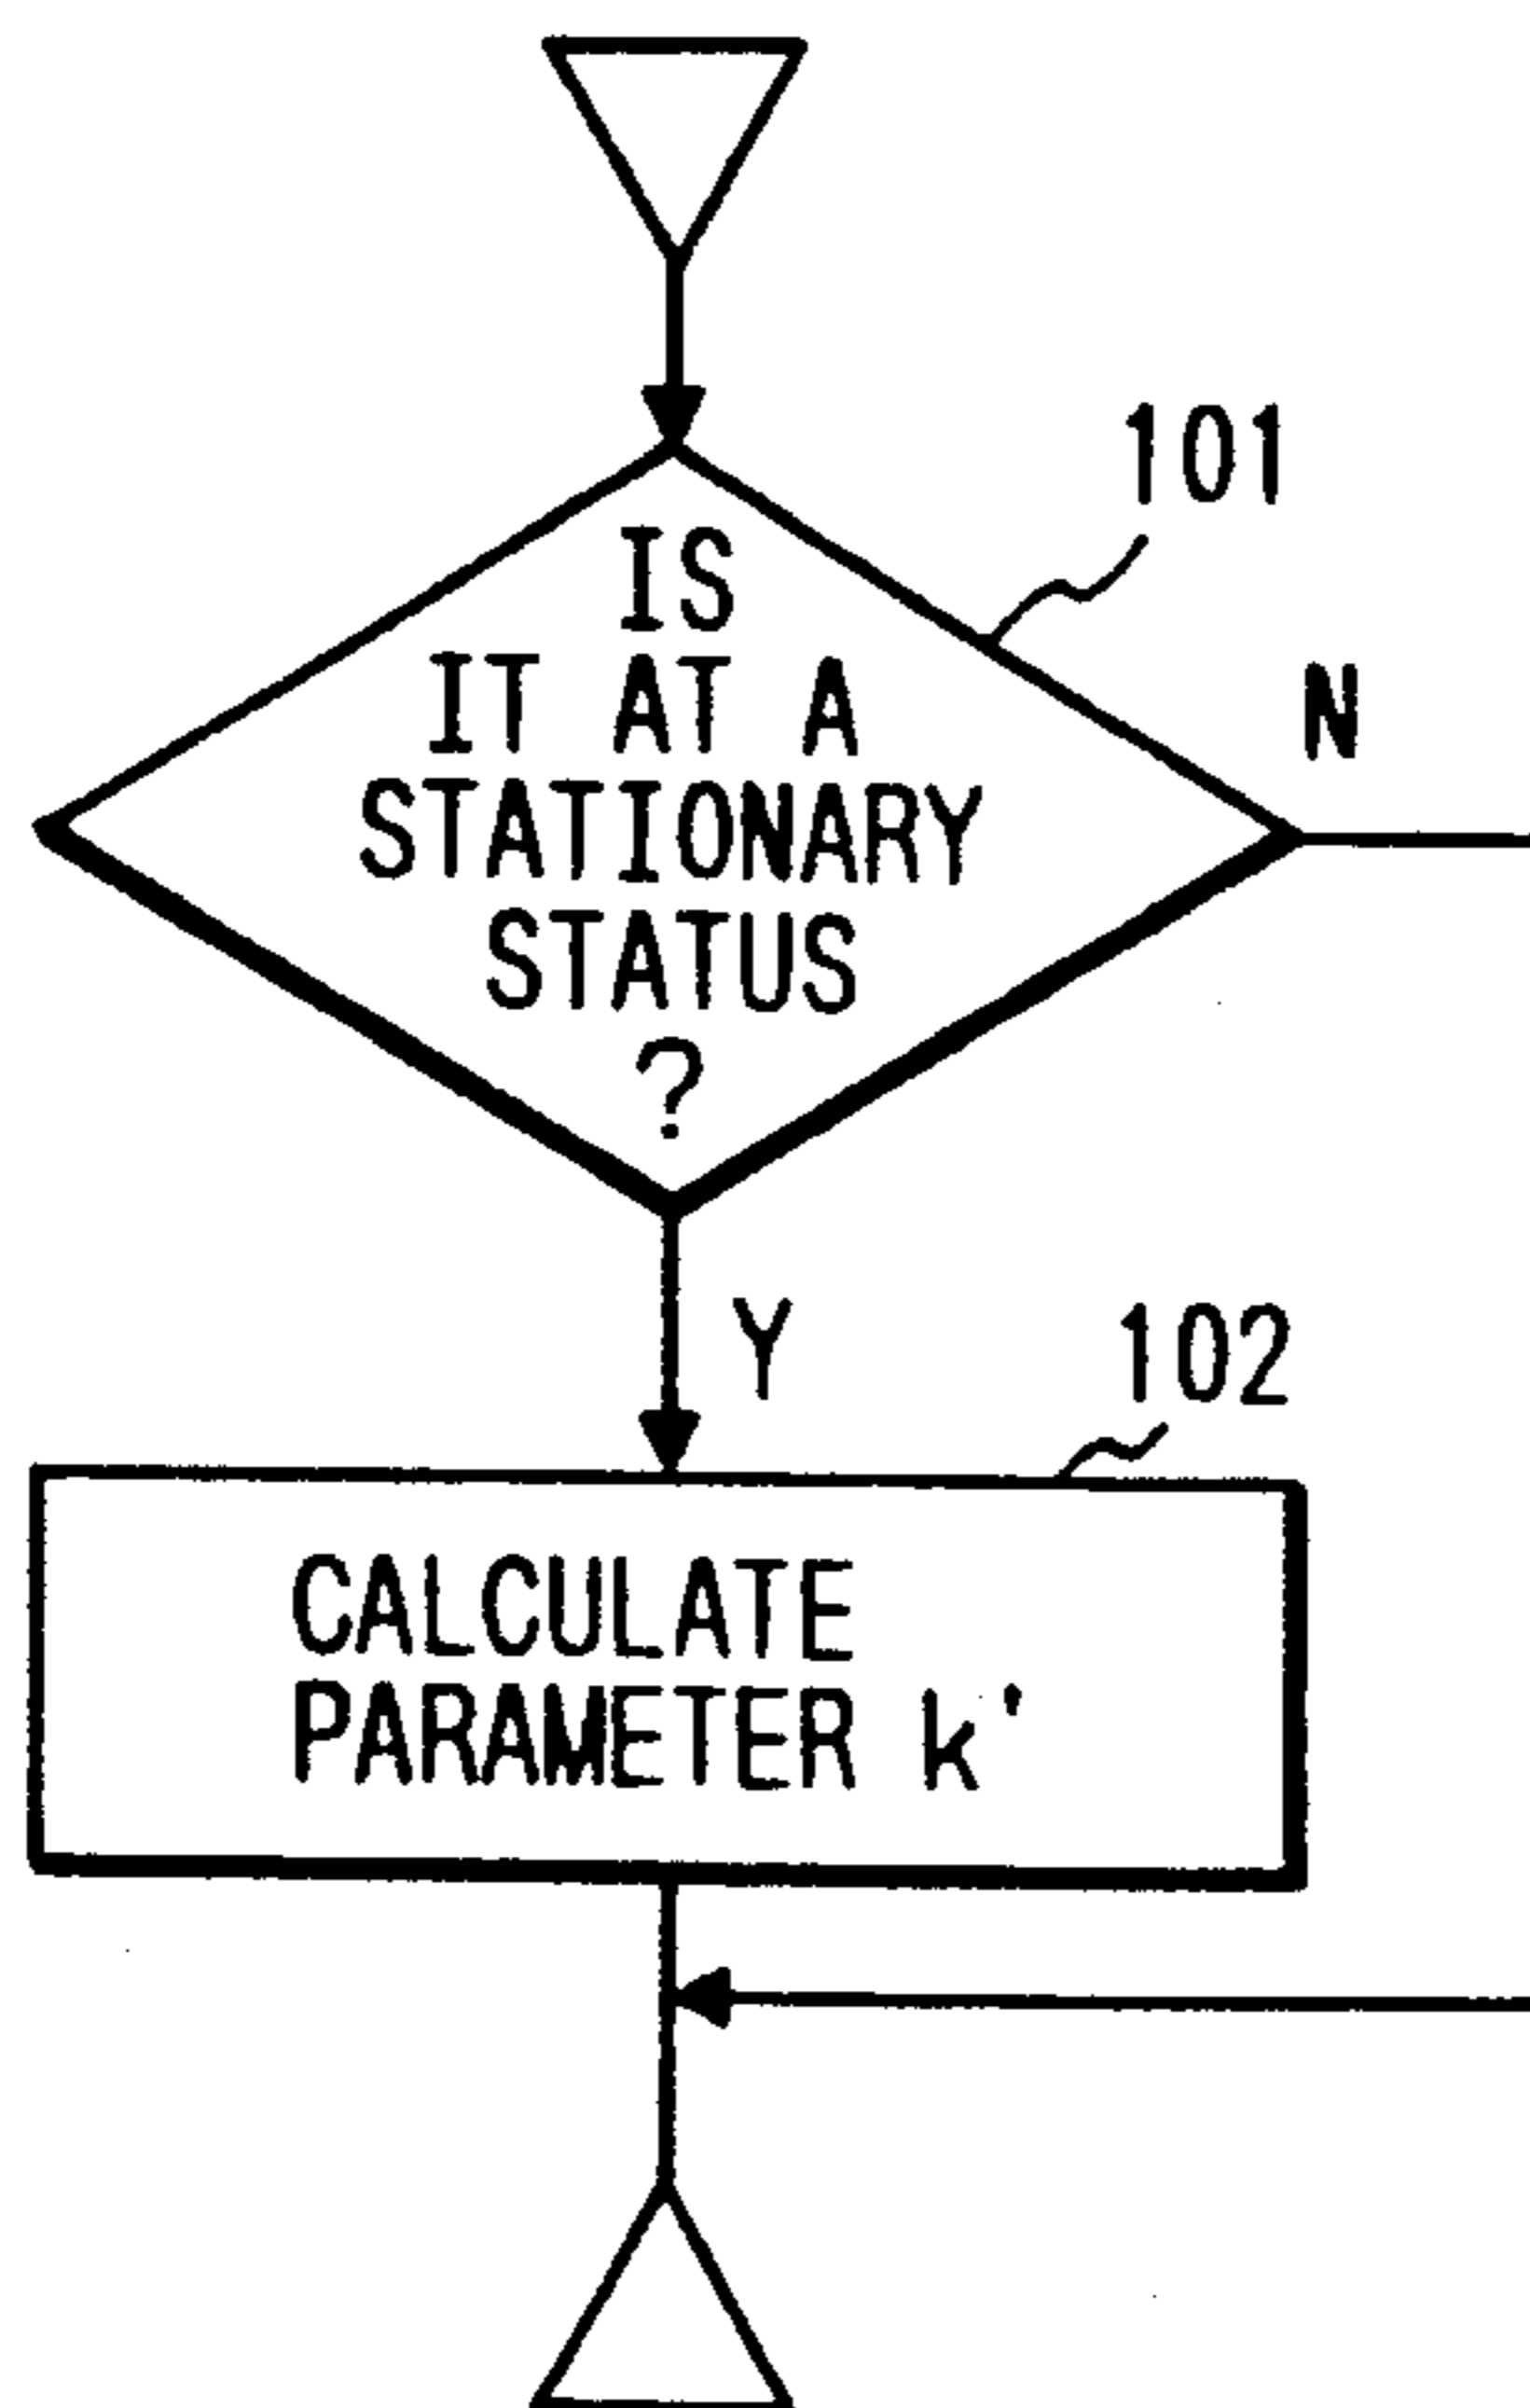 101
IS
IT AT A
STATIONARY
STATUS
?
N
Y
102
CALCULATE
PARAMETER k'